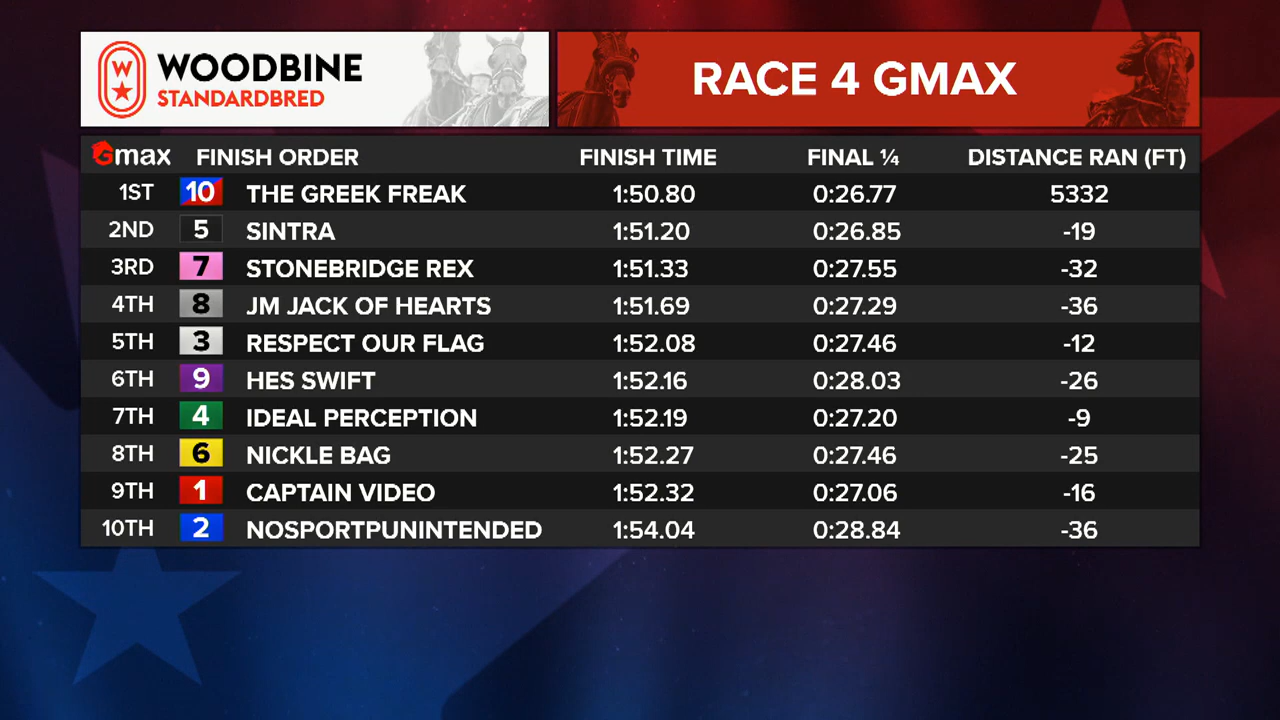 W
WOODBINE
STANDARDBRED
RACE 4 GMAX
Gmax FINISH ORDER FINISH TIME FINAL ¼ DISTANCE RAN (FT)
1ST 10 THE GREEK FREAK 1:50.80 0:26.77 5332
2ND 5 SINTRA 1:51.20 0:26.85 -19
3RD 7 STONEBRIDGE REX 1:51.33 0:27.55 -32
4TH 8 JM JACK OF HEARTS 1:51.69 0:27.29 -36
5TH 3 RESPECT OUR FLAG 1:52.08 0:27.46 -12
6TH 9 HES SWIFT 1:52.16 0:28.03 -26
7TH 4 IDEAL PERCEPTION 1:52.19 0:27.20 -9
8TH 6 NICKLE BAG 1:52.27 0:27.46 -25
9TH 1 CAPTAIN VIDEO 1:52.32 0:27.06 -16
10TH 2 NOSPORTPUNINTENDED 1:54.04 0:28.84 -36